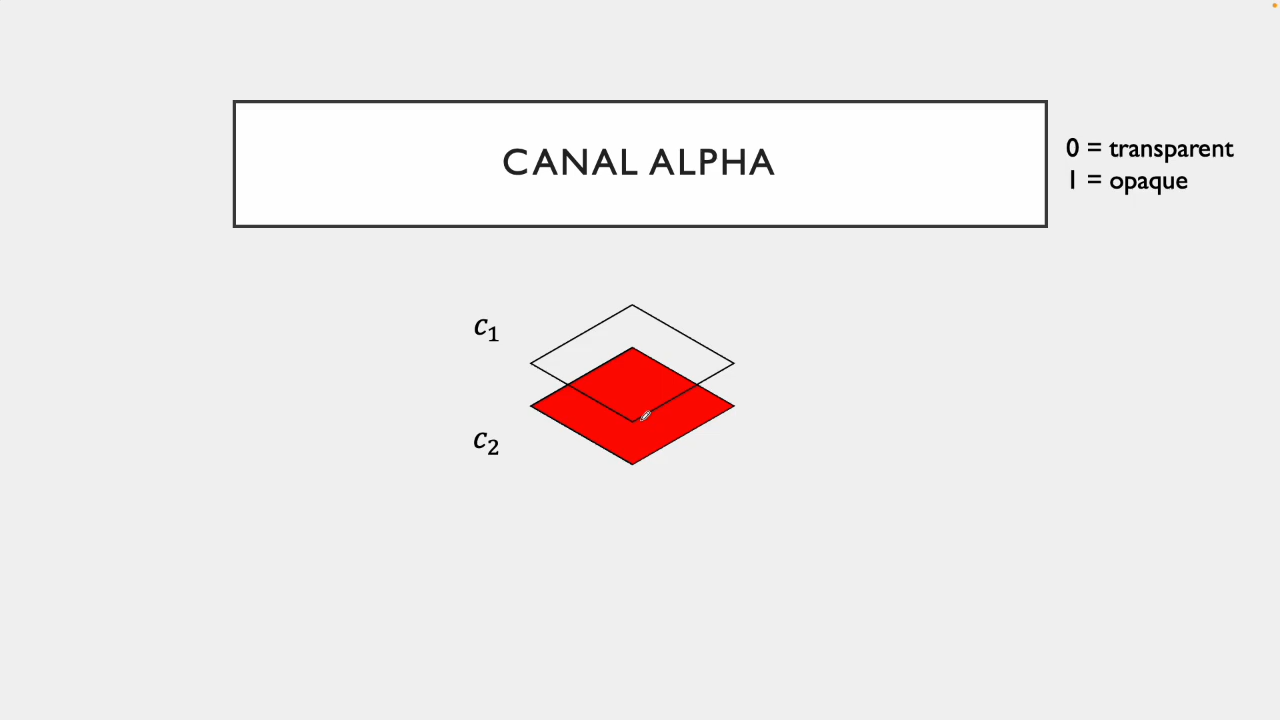 CANAL ALPHA
0 = transparent
1 = opaque
c₁
c₂